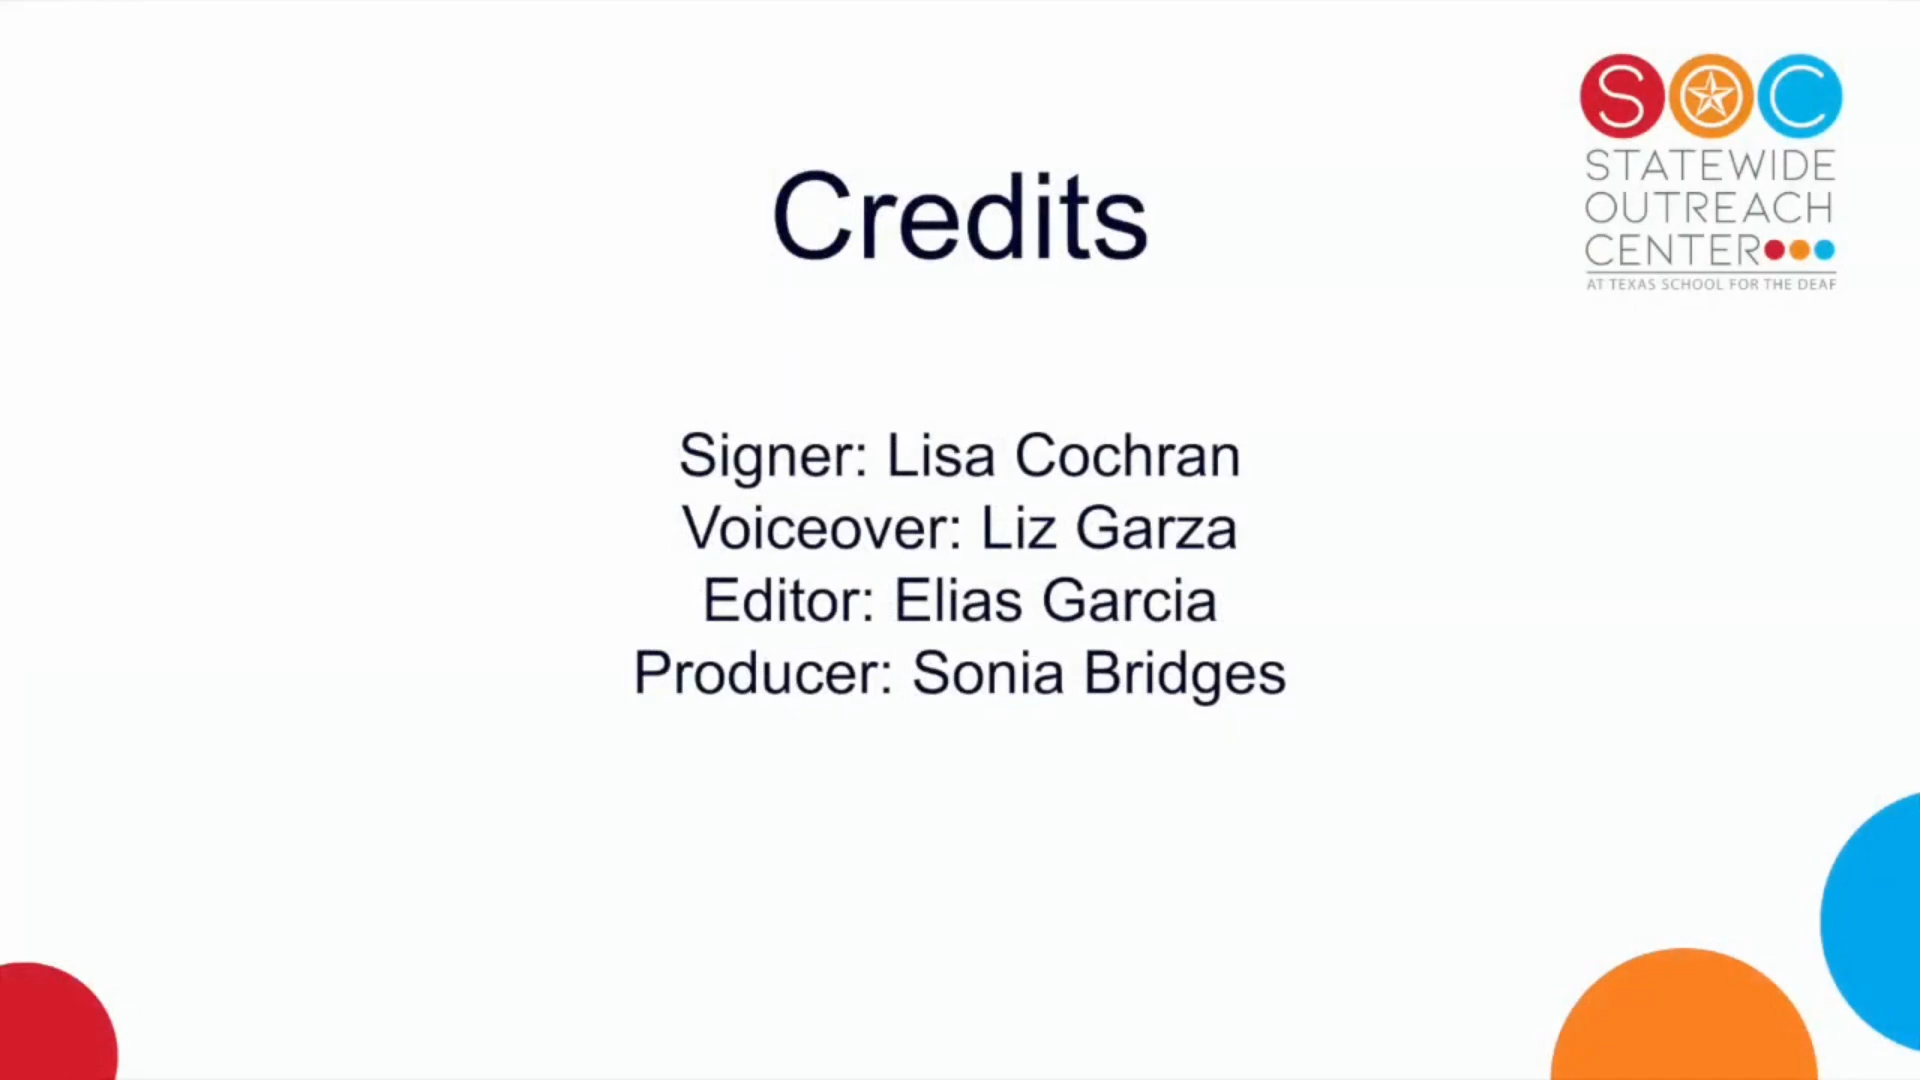 SOC
STATEWIDE
OUTREACH
CENTER
AT TEXAS SCHOOL FOR THE DEAF
Credits
Signer: Lisa Cochran
Voiceover: Liz Garza
Editor: Elias Garcia
Producer: Sonia Bridges